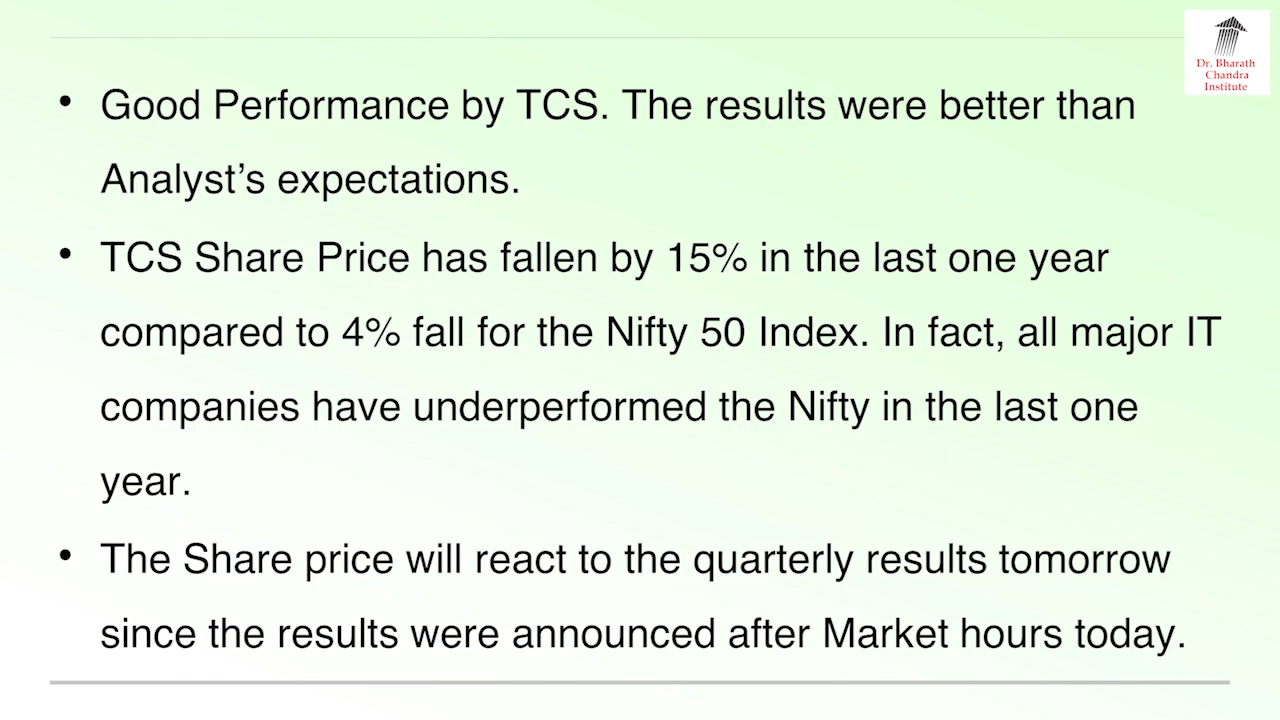 Dr. Bharath
Chandra
Institute
• Good Performance by TCS. The results were better than
Analyst’s expectations.
• TCS Share Price has fallen by 15% in the last one year
compared to 4% fall for the Nifty 50 Index. In fact, all major IT
companies have underperformed the Nifty in the last one
year.
• The Share price will react to the quarterly results tomorrow
since the results were announced after Market hours today.